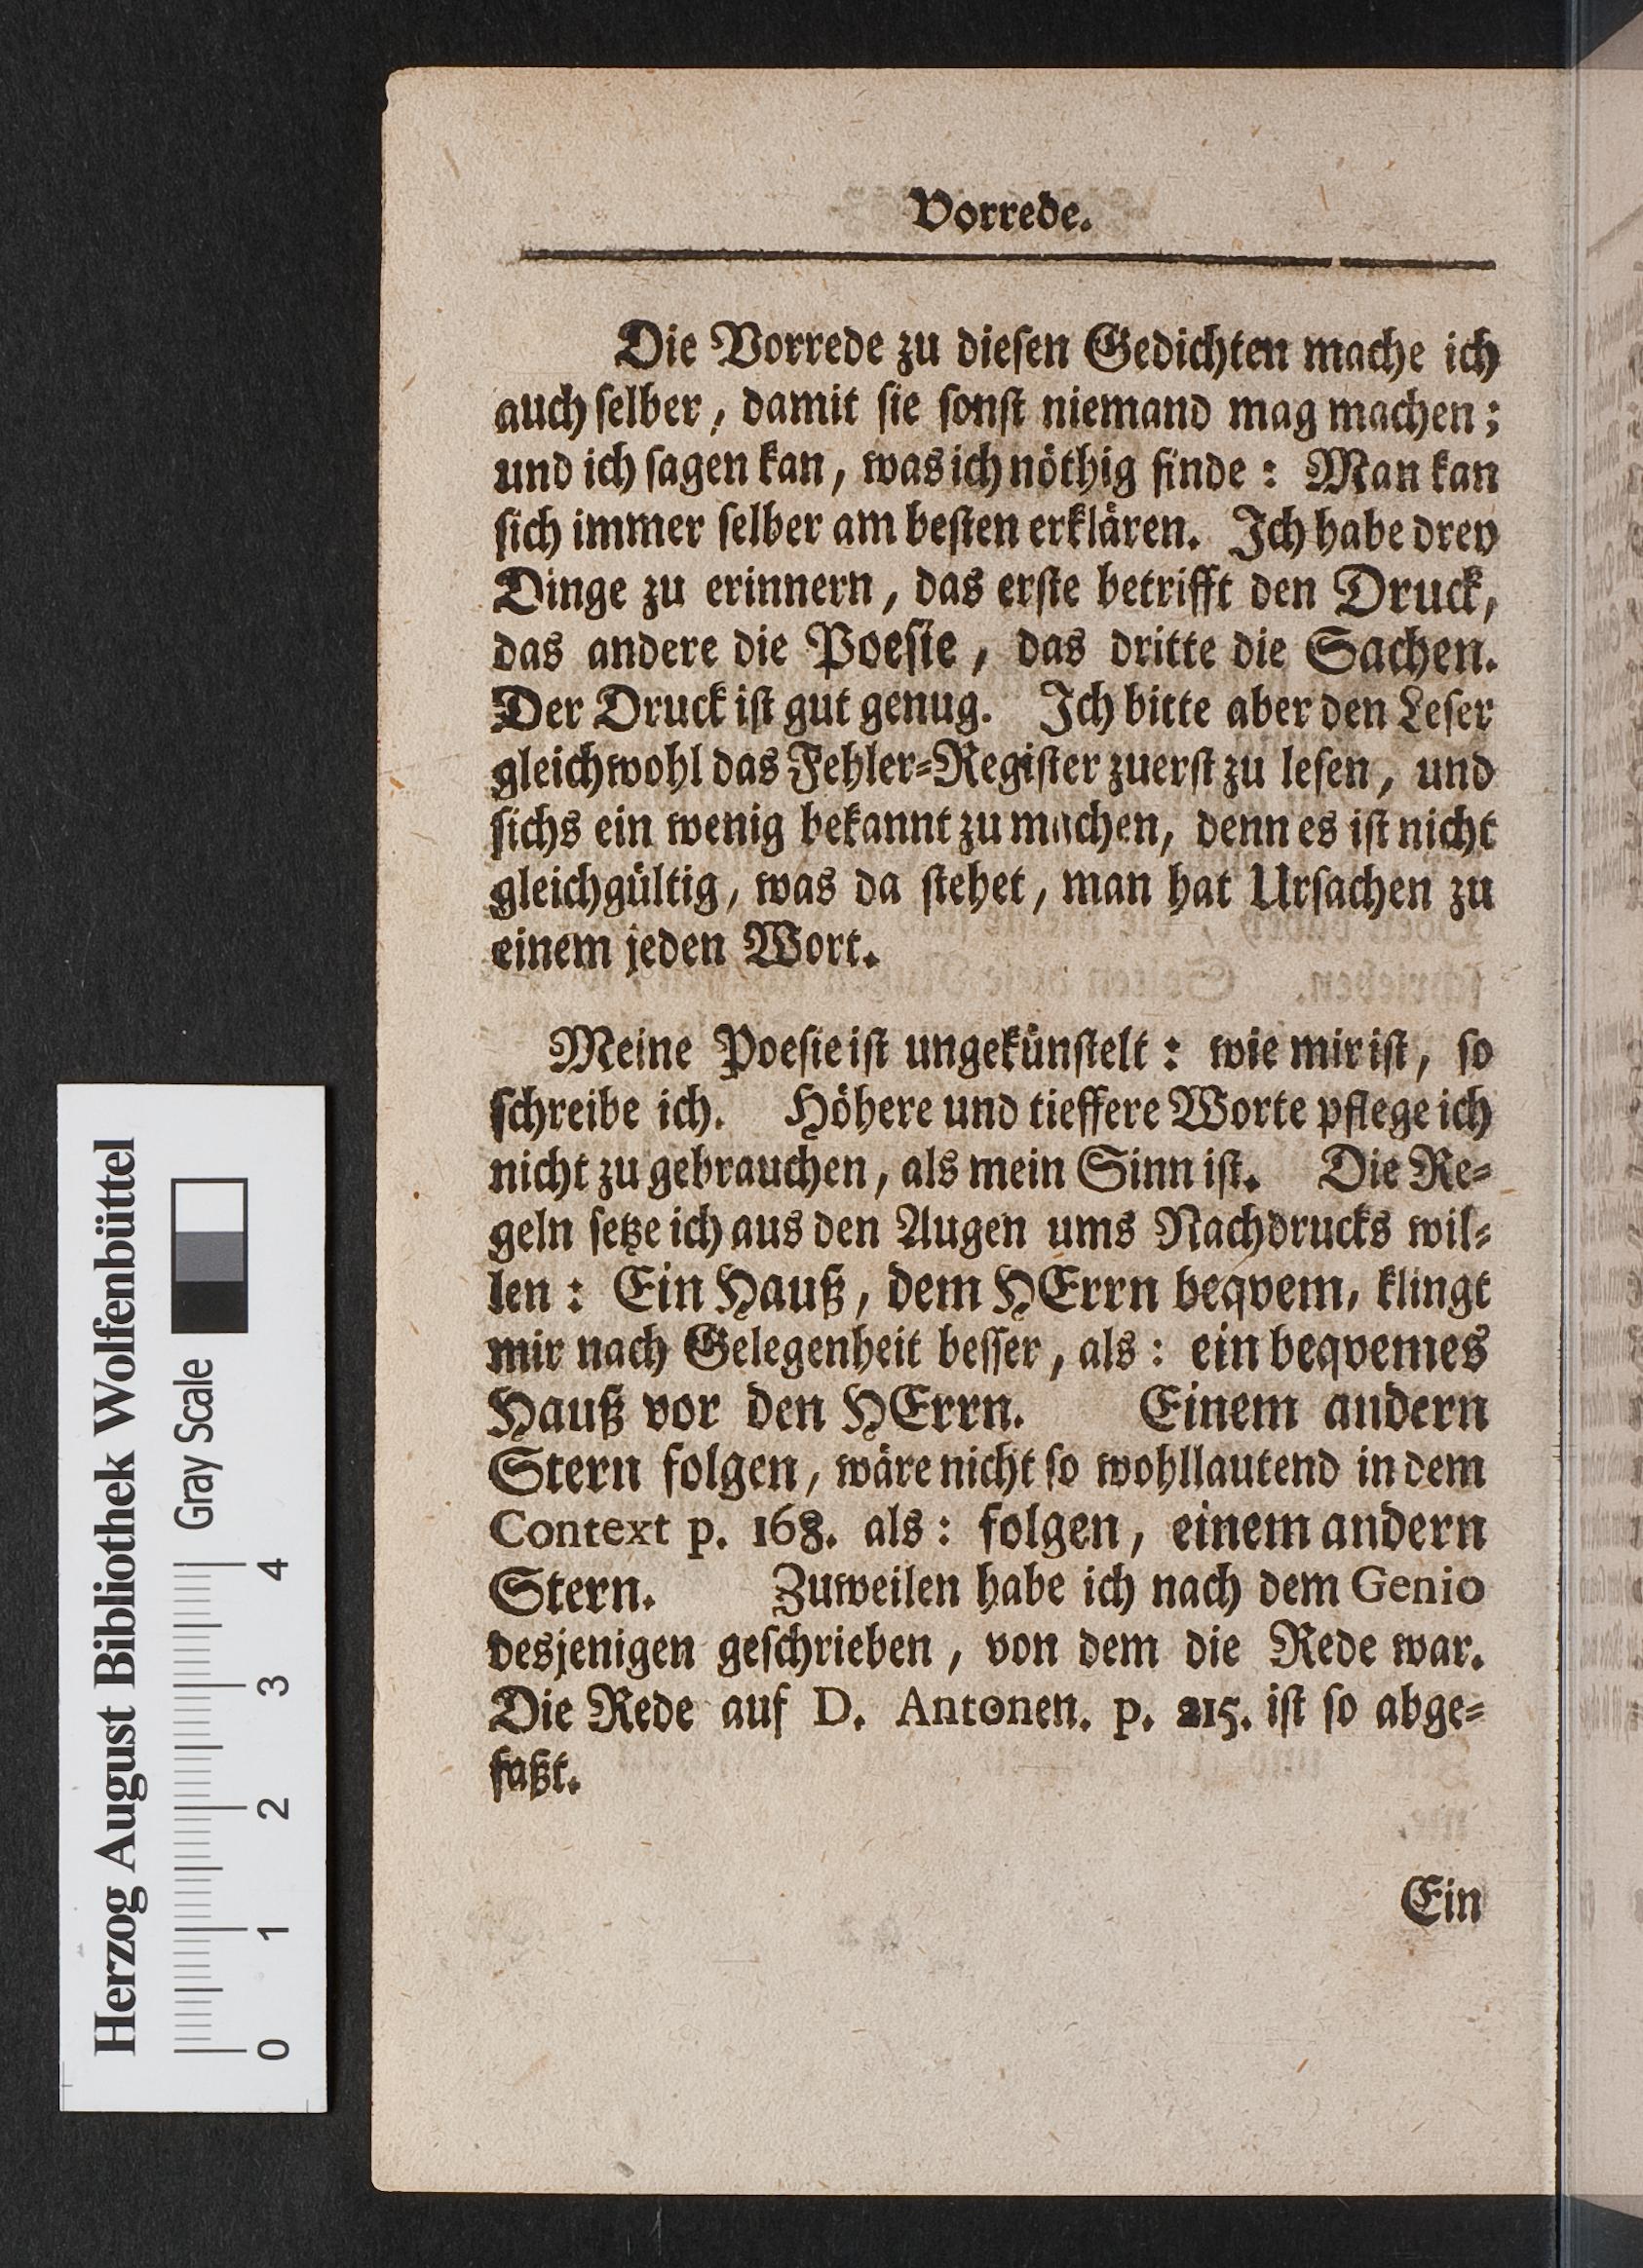 Vorrede.
Die Vorrede zu dieſen Gedichten mache ich
auch ſelber, damit ſie ſonſt niemand mag machen;
und ich ſagen kan, was ich nöthig finde: Man kan
ſich immer ſelber am beſten erklären. Ich habe drey
Dinge zu erinnern, das erſte betrifft den Druck,
das andere die Poeſie, das dritte die Sachen.
Der Druck iſt gut genug. Ich bitte aber den Leſer
gleichwohl das Fehler-Regiſter zuerſt zu leſen, und
ſichs ein wenig bekannt zu machen, denn es iſt nicht
gleichgültig, was da ſtehet, man hat Urſachen zu
einem jeden Wort.
Meine Poeſie iſt ungekünſtelt: wie mir iſt, ſo
ſchreibe ich. Höhere und tieffere Worte pflege ich
nicht zu gebrauchen, als mein Sinn iſt. Die Re-
geln ſetze ich aus den Augen ums Nachdrucks wil-
len: Ein Hauß, dem HErrn beqvem, klingt
mir nach Gelegenheit beſſer, als: ein beqvemes
Hauß vor den HErrn. Einem andern
Stern folgen, wäre nicht ſo wohllautend in dem
Context p. 168. als: folgen, einem andern
Stern. Zuweilen habe ich nach dem Genio
desjenigen geſchrieben, von dem die Rede war.
Die Rede auf D. Antonen. p. 215. iſt ſo abge-
faßt.
Ein
Herzog August Bibliothek Wolfenbüttel
Gray Scale
0 1 2 3 4